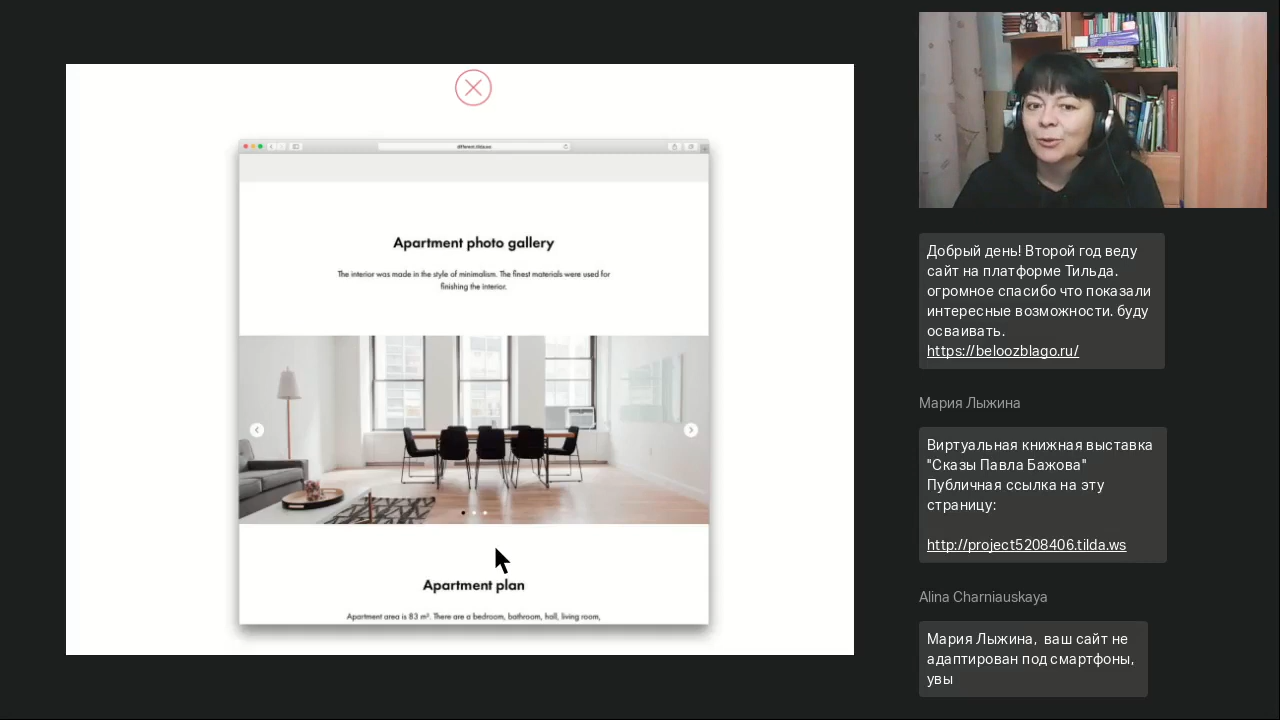 different.tilda.ws
Apartment photo gallery
The interior was made in the style of minimalism. The finest materials were used for
finishing the interior.
Apartment plan
Apartment area is 83 m². There are a bedroom, bathroom, hall, living room,
Добрый день! Второй год веду
сайт на платформе Тильда.
огромное спасибо что показали
интересные возможности. буду
осваивать.
https://beloozblago.ru/
Мария Лыжина
Виртуальная книжная выставка
"Сказы Павла Бажова"
Публичная ссылка на эту
страницу:
http://project5208406.tilda.ws
Alina Charniauskaya
Мария Лыжина, ваш сайт не
адаптирован под смартфоны,
увы